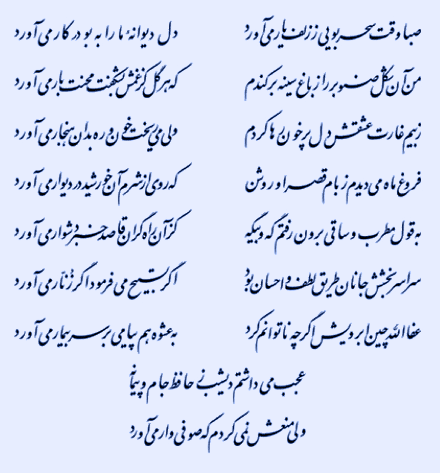 صبا وقت سحر بویی ز زلف یار می‌آورد دل دیوانهٔ ما را به بو در کار می‌آورد
من آن شکل صنوبر را ز باغ سینه برکندم که هر گل کز غمش بشکفت محنت بار می‌آورد
ز بیم غارت عشقش دل پرخون رها کردم ولی می‌ریخت خون و ره بدان هنجار می‌آورد
فروغ ماه می‌دیدم ز بام قصر او روشن که روی از شرم آن خورشید در دیوار می‌آورد
به قول مطرب و ساقی برون رفتم گه و بیگه کز آن راه گران قاصد خبر دشوار می‌آورد
سراسر بخشش جانان طریق لطف و احسان بود اگر تسبیح می‌فرمود اگر زنار می‌آورد
عفاالله چین ابرویش اگرچه ناتوانم کرد به عشوه هم پیامی بر سر بیمار می‌آورد
عجب می‌داشتم دیشب ز حافظ جام و پیمانه
ولی منعش نمی‌کردم که صوفی وار می‌آورد